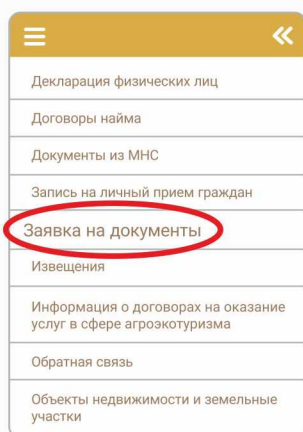 Декларация физических лиц
Договоры найма
Документы из МНС
Запись на личный прием граждан
Заявка на документы
Извещения
Информация о договорах на оказание
услуг в сфере агроэкотуризма
Обратная связь
Объекты недвижимости и земельные
участки